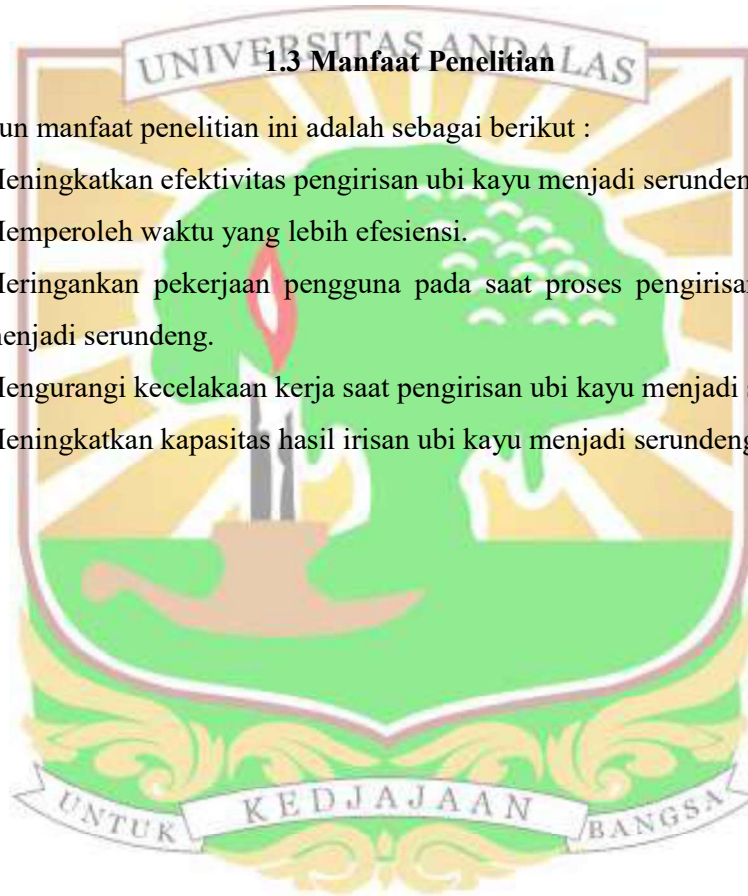 UNIVERSITAS ANDALAS
1.3 Manfaat Penelitian
un manfaat penelitian ini adalah sebagai berikut :
Meningkatkan efektivitas pengirisan ubi kayu menjadi serunden
Memperoleh waktu yang lebih efesiensi.
Meringankan pekerjaan pengguna pada saat proses pengirisa
menjadi serundeng.
Mengurangi kecelakaan kerja saat pengirisan ubi kayu menjadi s
Meningkatkan kapasitas hasil irisan ubi kayu menjadi serundeng
UNTUK KEDJAJAAN BANGSA